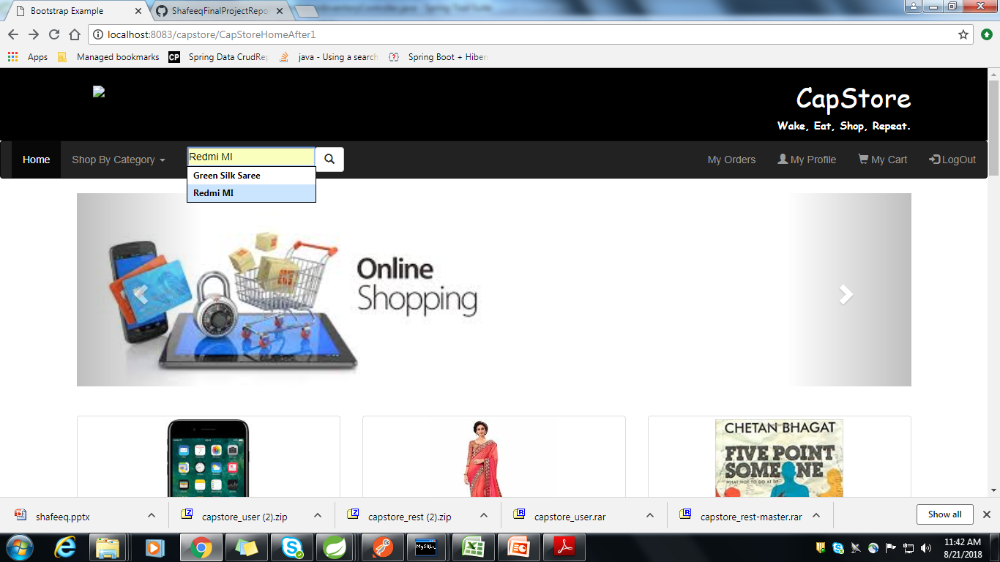 Bootstrap Example
ShafeeqFinalProjectRepo
localhost:8083/capstore/CapStoreHomeAfter1
Apps
Managed bookmarks
CP
Spring Data CrudRep
java - Using a search
Spring Boot + Hiber
CapStore
Wake, Eat, Shop, Repeat.
Home
Shop By Category
Redmi MI
My Orders
My Profile
My Cart
LogOut
Green Silk Saree
Redmi MI
Online
Shopping
CHETAN BHAGAT
FIVE POINT
SOMEONE
WHAT NOT TO DO AT IIT
shafeeq.pptx
capstore_user (2).zip
capstore_rest (2).zip
capstore_user.rar
capstore_rest-master.rar
Show all
MySQL
11:42 AM
8/21/2018